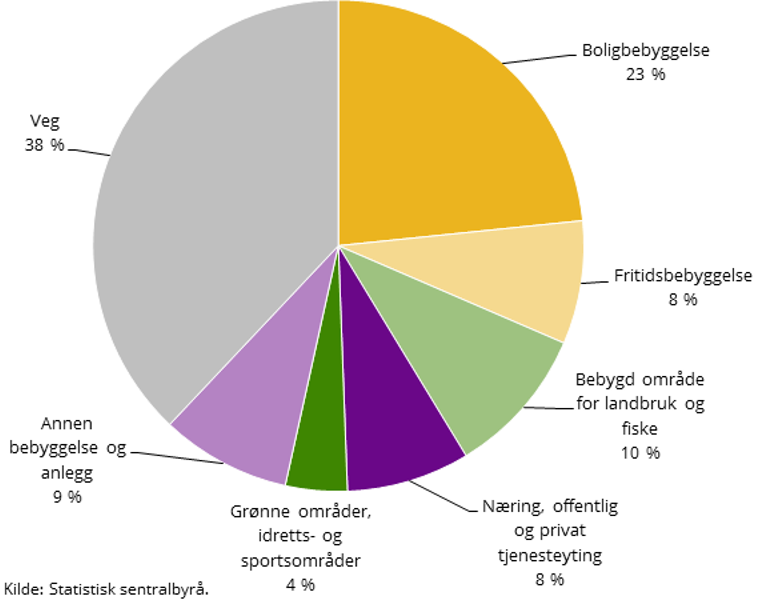 Boligbebyggelse
23 %
Fritidsbebyggelse
8 %
Bebygd område
for landbruk og
fiske
10 %
Næring, offentlig
og privat
tjenesteyting
8 %
Grønne områder,
idretts- og
sportsområder
4 %
Annen
bebyggelse og
anlegg
9 %
Veg
38 %
Kilde: Statistisk sentralbyrå.